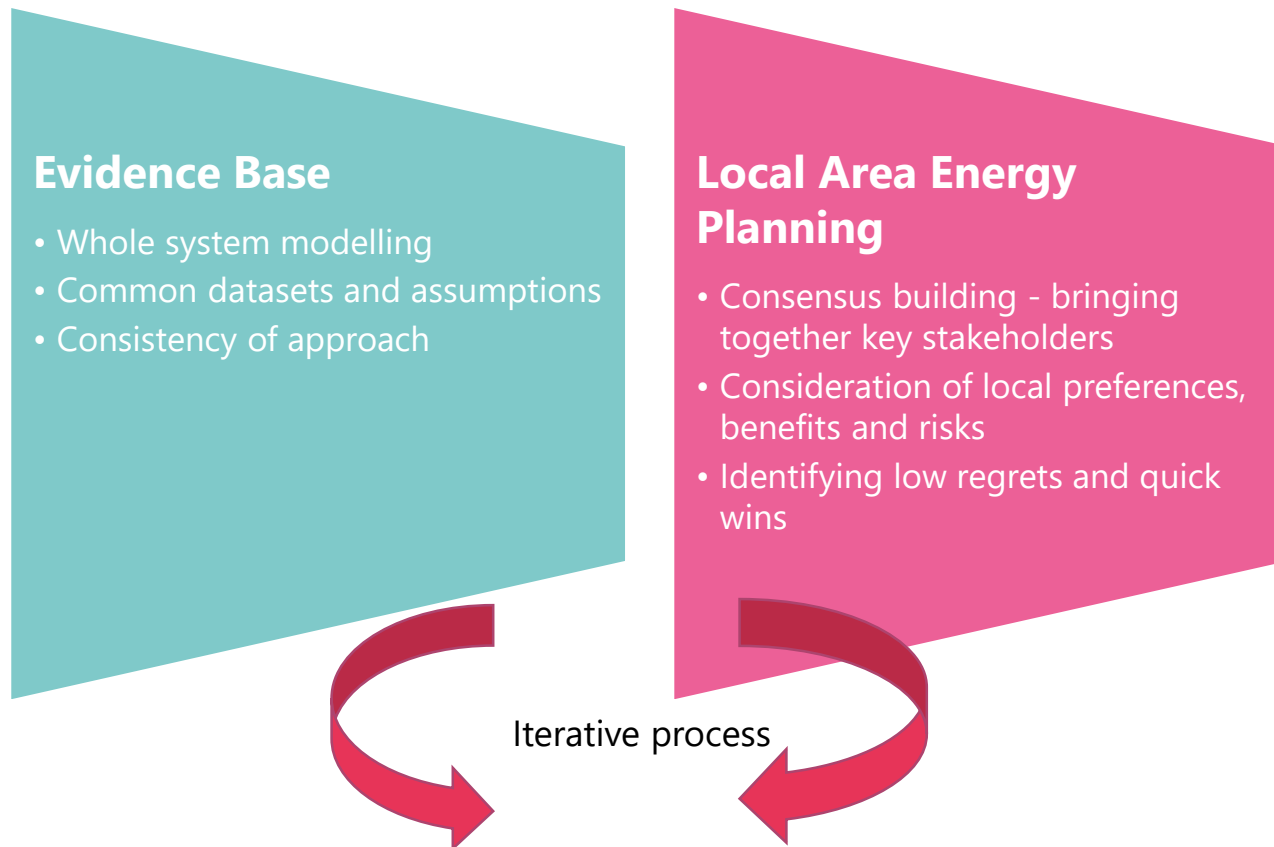 Evidence Base
• Whole system modelling
• Common datasets and assumptions
• Consistency of approach
Local Area Energy
Planning
• Consensus building - bringing
together key stakeholders
• Consideration of local preferences,
benefits and risks
• Identifying low regrets and quick
wins
Iterative process